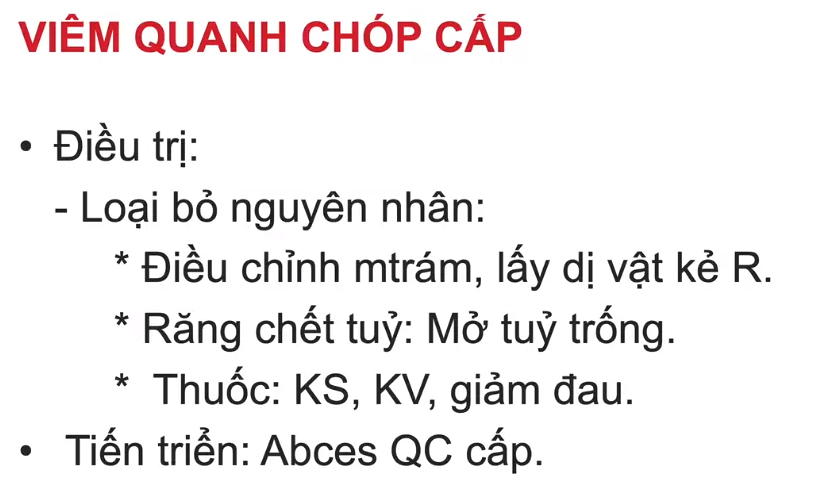 VIÊM QUANH CHÓP CẤP
• Điều trị:
- Loại bỏ nguyên nhân:
* Điều chỉnh mtrám, lấy dị vật kẻ R.
* Răng chết tuỷ: Mở tuỷ trống.
* Thuốc: KS, KV, giảm đau.
• Tiến triển: Abces QC cấp.